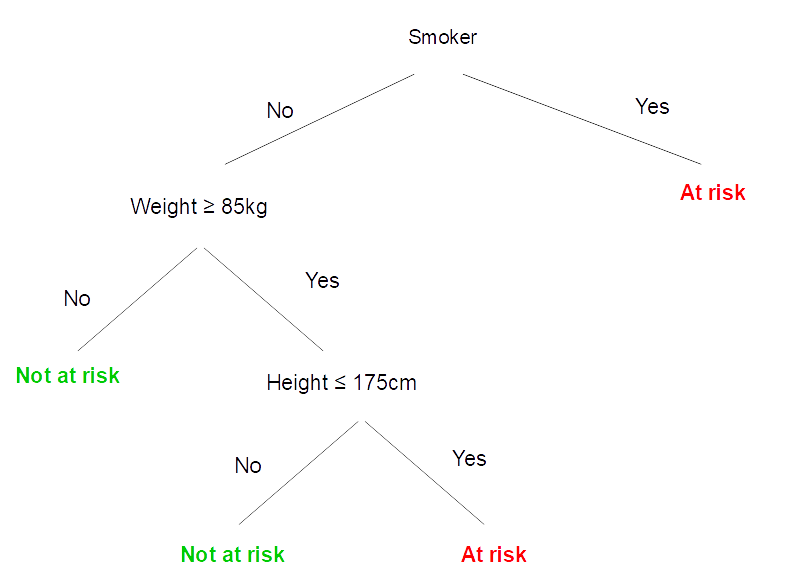 Smoker
No
Yes
At risk
Weight ≥ 85kg
No
Yes
Not at risk
Height ≤ 175cm
No
Yes
Not at risk
At risk